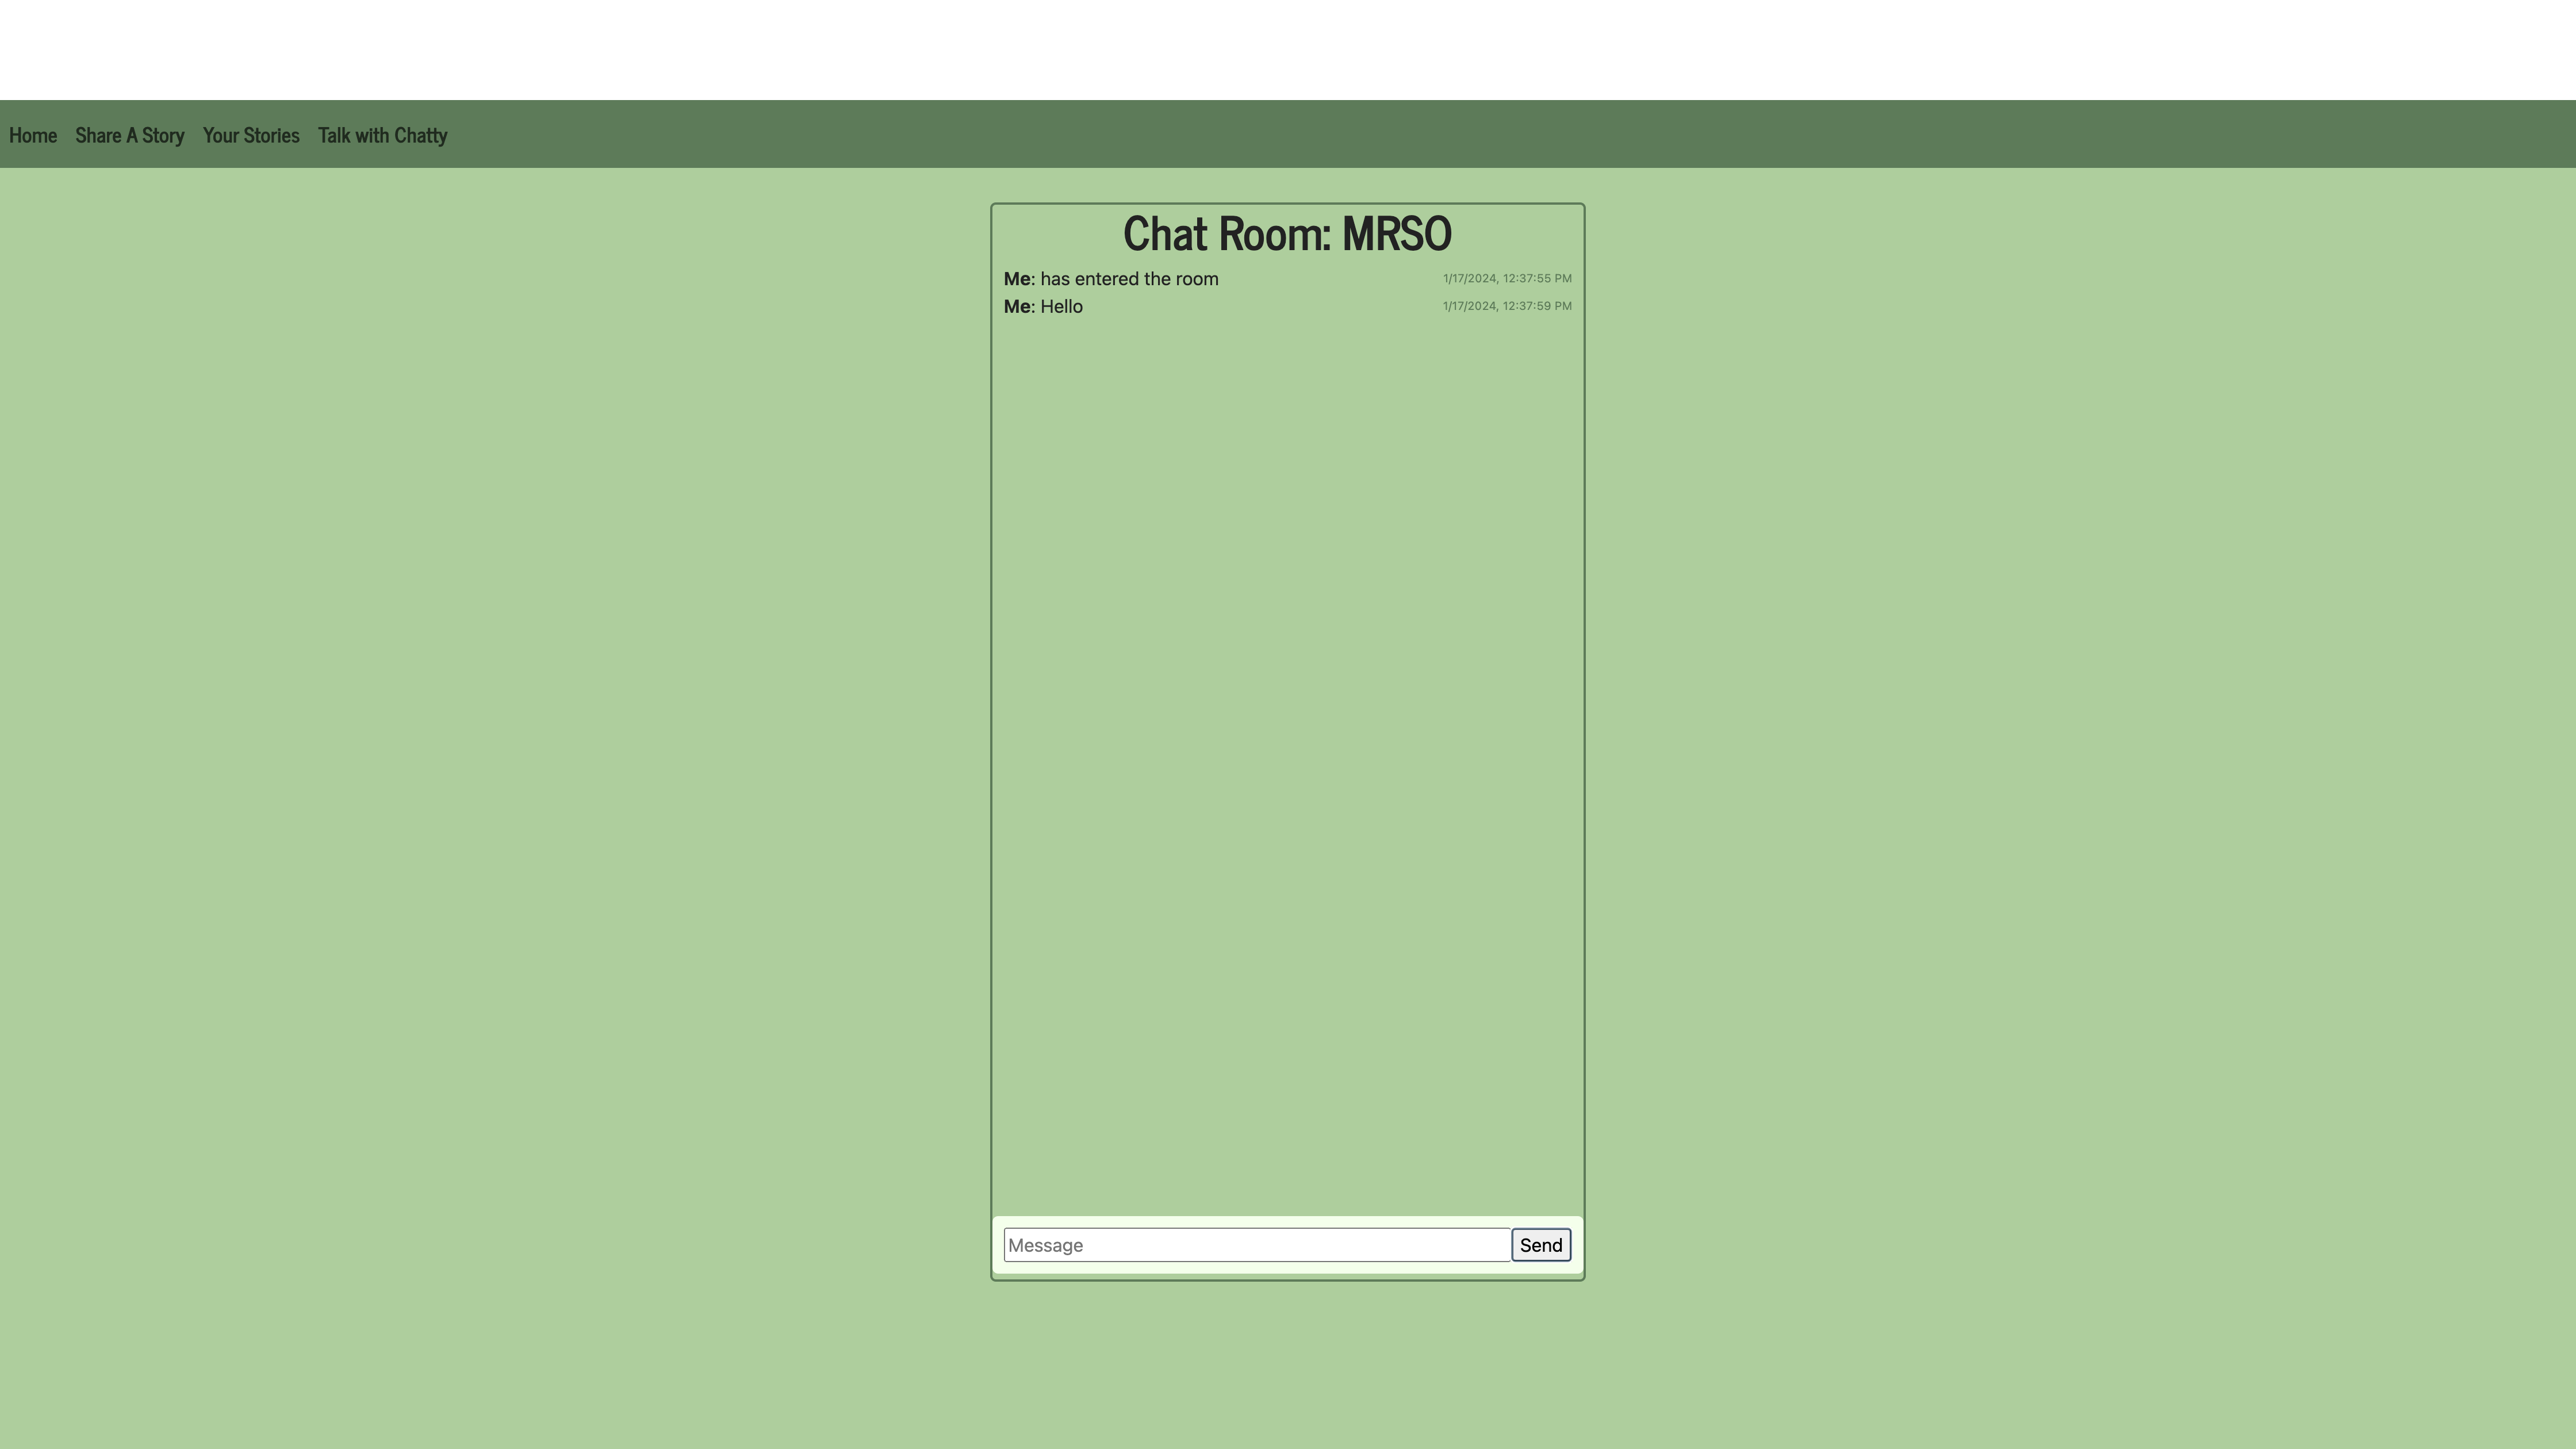 Home Share A Story Your Stories Talk with Chatty
Chat Room: MRSO
Me: has entered the room 1/17/2024, 12:37:55 PM
Me: Hello 1/17/2024, 12:37:59 PM
Message Send